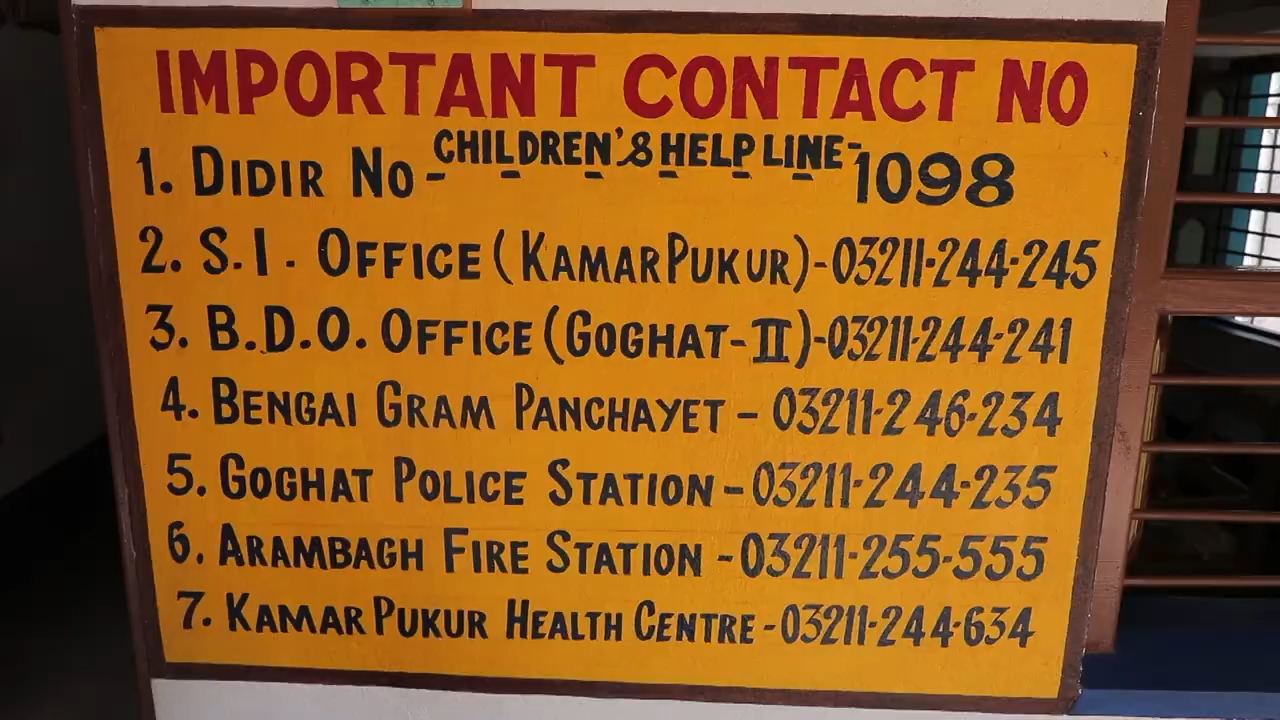 IMPORTANT CONTACT NO
1. DIDIR NO - CHILDREN'S HELP LINE - 1098
2. S.I. OFFICE (KAMARPUKUR)-03211-244-245
3. B.D.O. OFFICE (GOGHAT-II)-03211-244-241
4. BENGAI GRAM PANCHAYET - 03211-246-234
5. GOGHAT POLICE STATION - 03211-244-235
6. ARAMBAGH FIRE STATION - 03211-255-555
7. KAMARPUKUR HEALTH CENTRE - 03211-244-634